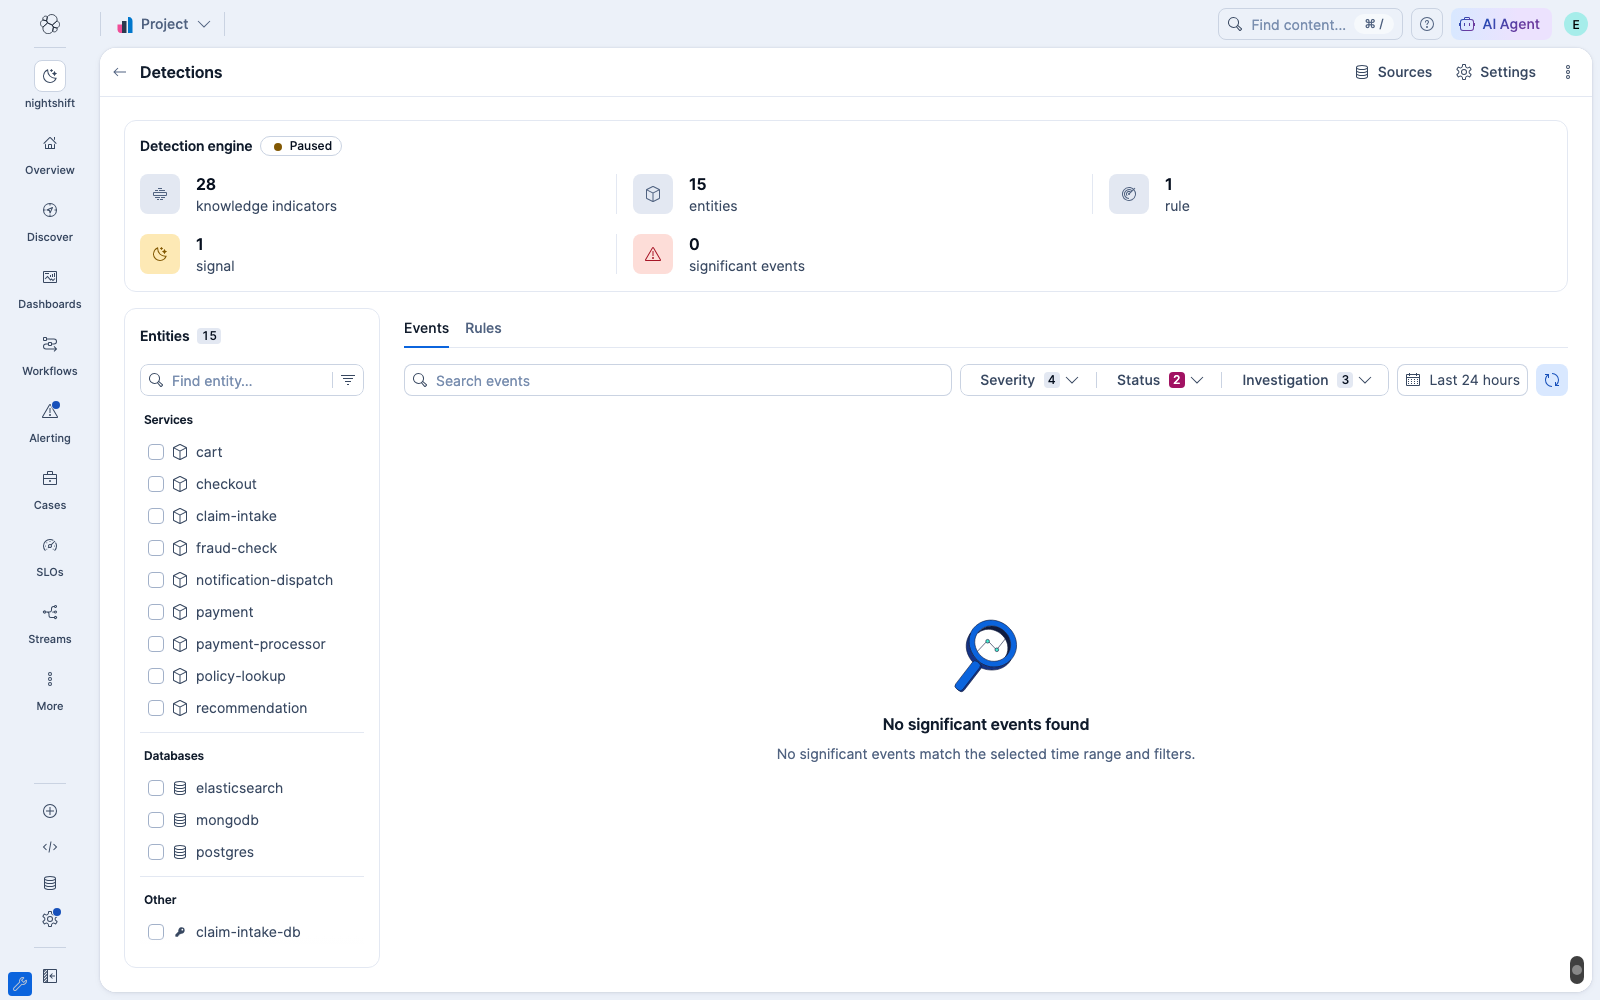 Project
Find content... ⌘ /
AI Agent
E
nightshift
Overview
Discover
Dashboards
Workflows
Alerting
Cases
SLOs
Streams
More
Detections
Sources
Settings
Detection engine
Paused
28
knowledge indicators
15
entities
1
rule
1
signal
0
significant events
Entities 15
Find entity...
Services
cart
checkout
claim-intake
fraud-check
notification-dispatch
payment
payment-processor
policy-lookup
recommendation
Databases
elasticsearch
mongodb
postgres
Other
claim-intake-db
Events
Rules
Search events
Severity 4
Status 2
Investigation 3
Last 24 hours
No significant events found
No significant events match the selected time range and filters.